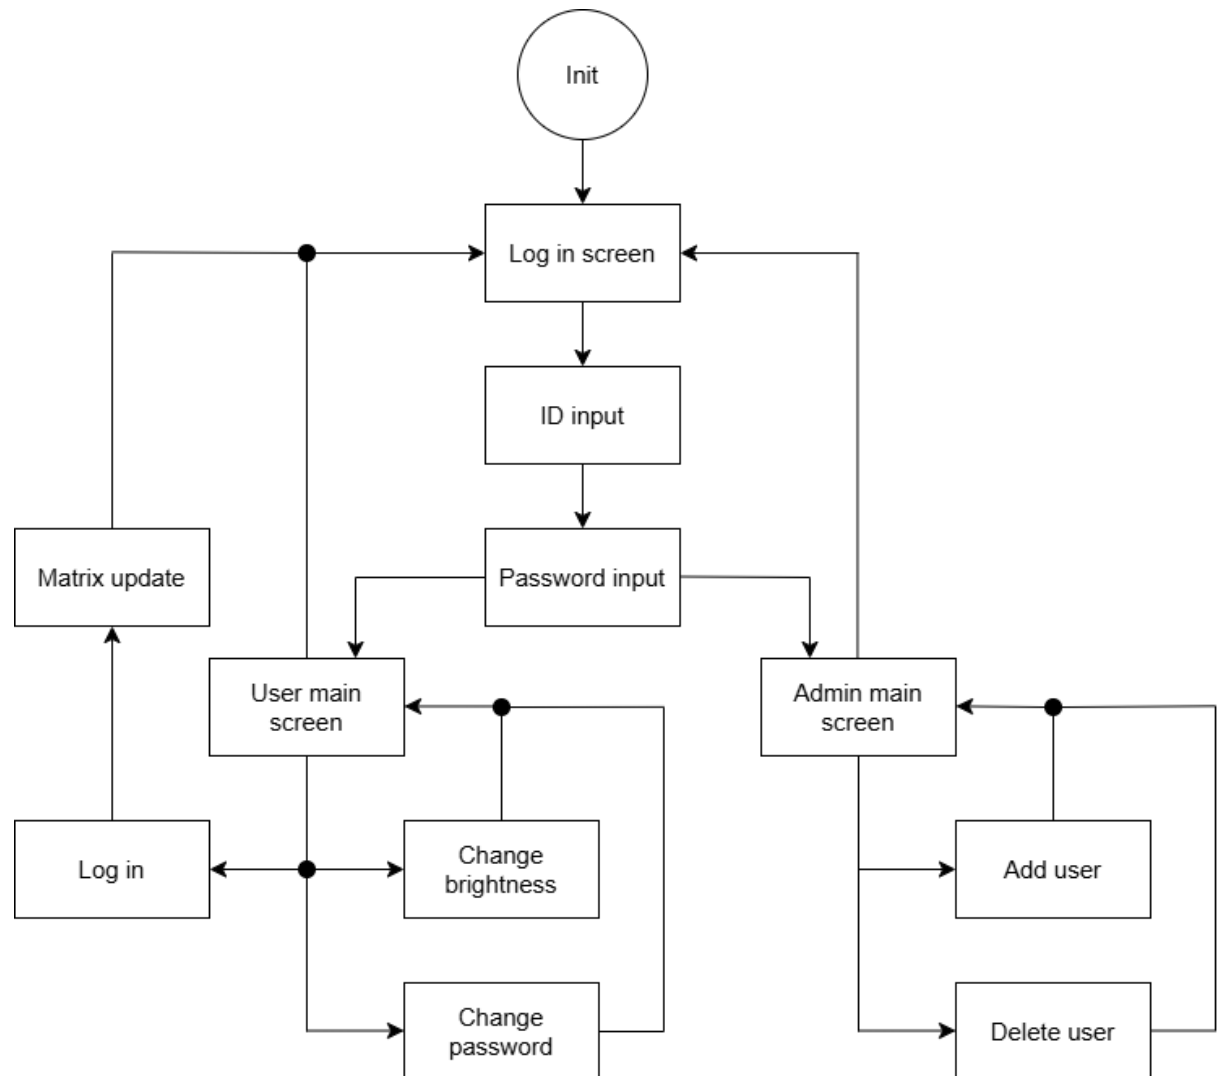 Init
Log in screen
ID input
Matrix update
Password input
User main
screen
Admin main
screen
Log in
Change
brightness
Add user
Change
password
Delete user